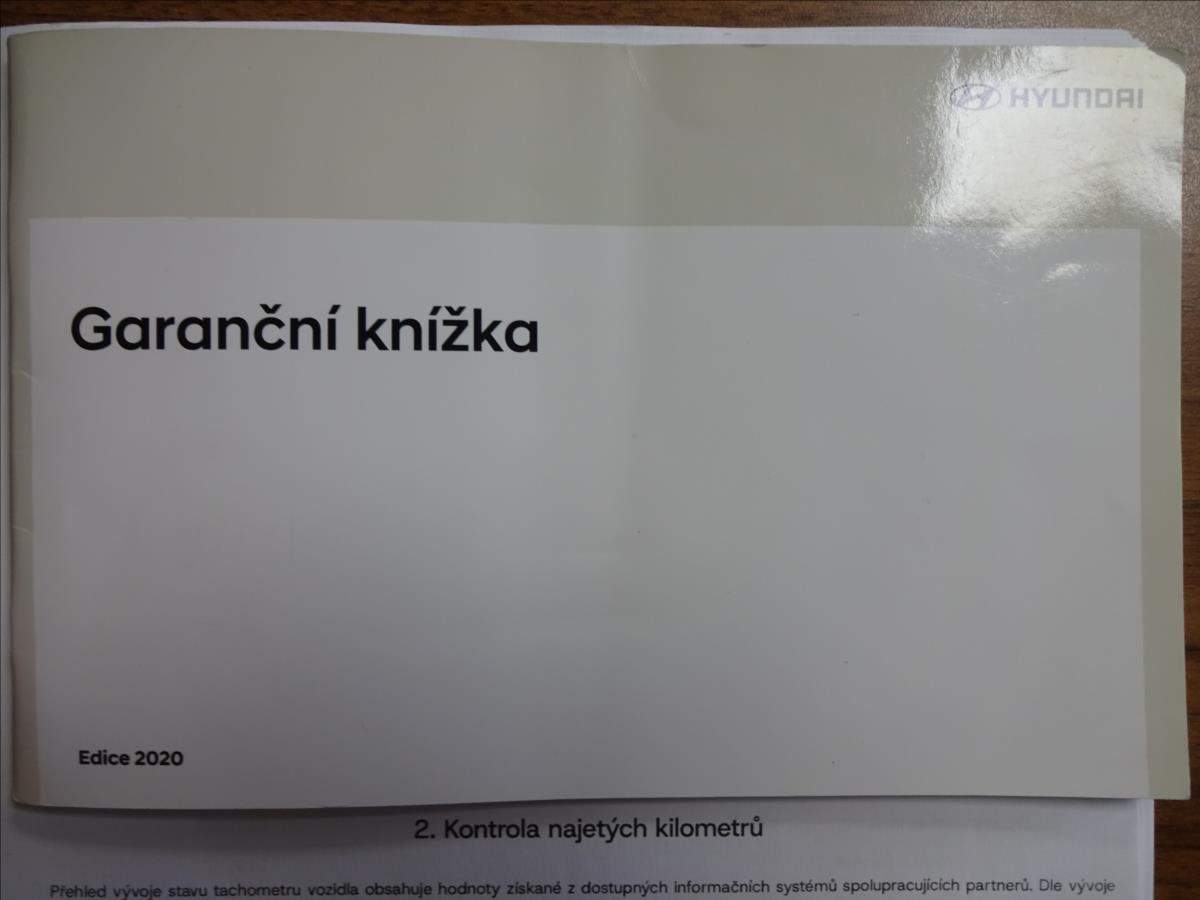 HYUNDAI
Garanční knížka
Edice 2020
2. Kontrola najetých kilometrů
Přehled vývoje stavu tachometru vozidla obsahuje hodnoty získané z dostupných informačních systémů spolupracujících partnerů. Dle vývoje